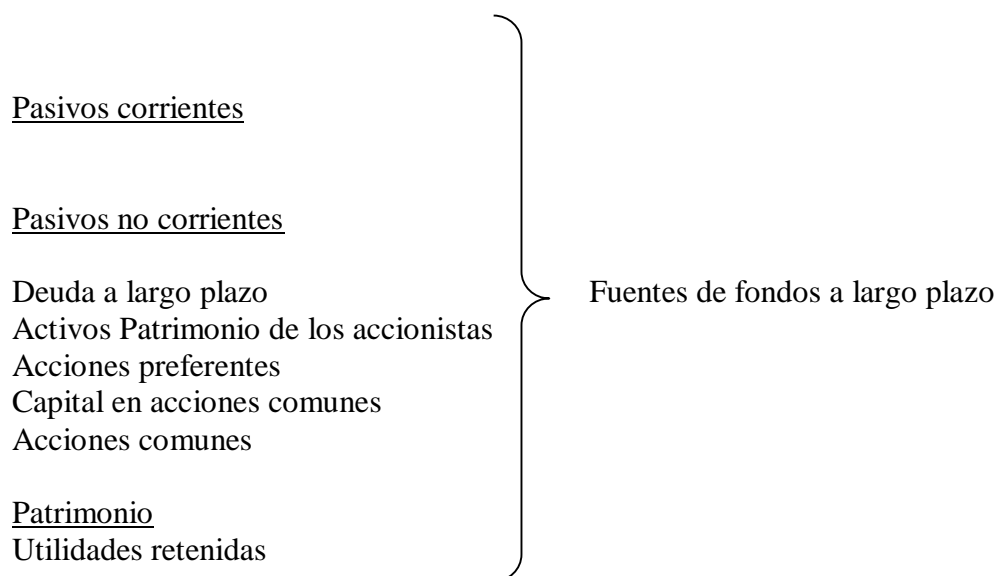 Pasivos corrientes
Pasivos no corrientes
Deuda a largo plazo
Activos Patrimonio de los accionistas
Acciones preferentes
Capital en acciones comunes
Acciones comunes
Patrimonio
Utilidades retenidas
Fuentes de fondos a largo plazo